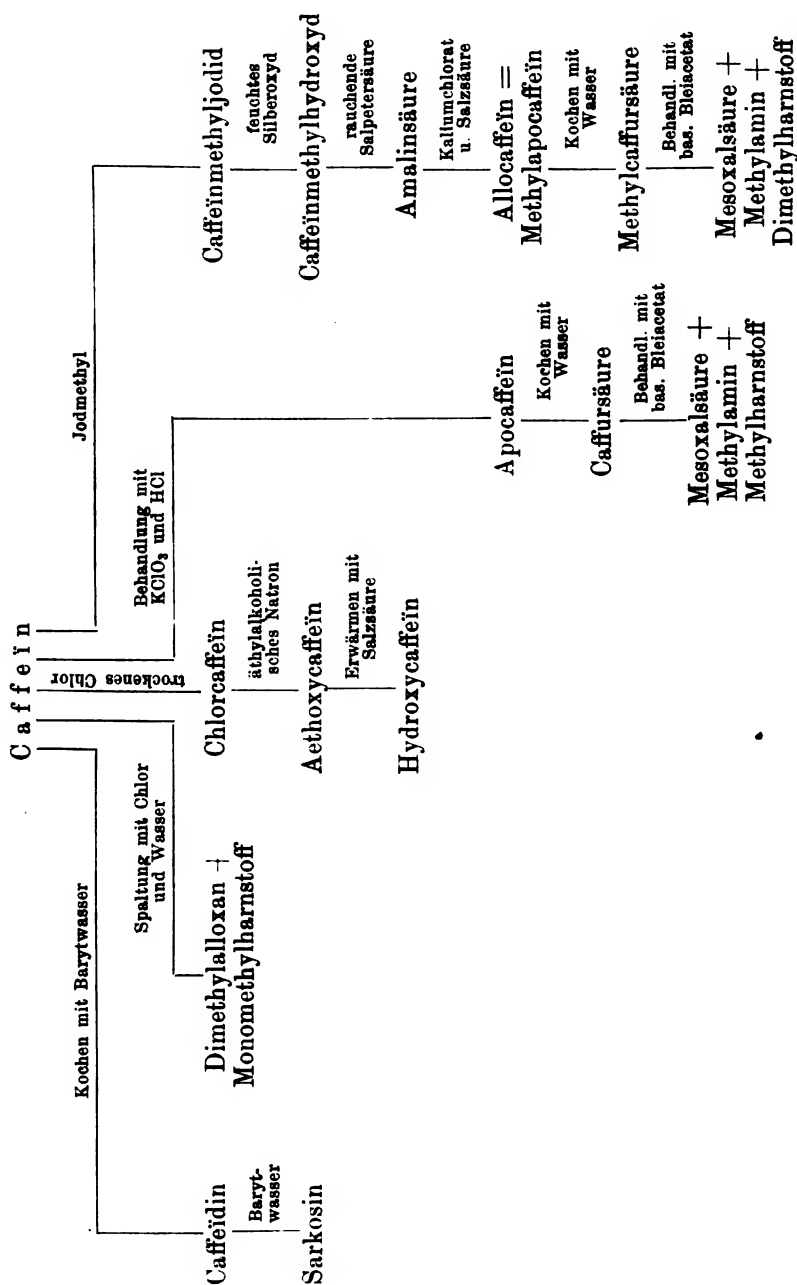 Caffeïn
Kochen mit Barytwasser
Caffeïdin
Baryt-
wasser
Sarkosin
Spaltung mit Chlor
und Wasser
Dimethylalloxan +
Monomethylharnstoff
trockenes Chlor
Chlorcaffeïn
äthylalkoholi-
sches Natron
Aethoxycaffeïn
Erwärmen mit
Salzsäure
Hydroxycaffeïn
Behandlung mit
KClO₃ und HCl
Apocaffeïn
Kochen mit
Wasser
Caffursäure
Behandl. mit
bas. Bleiacetat
Mesoxalsäure +
Methylamin +
Methylharnstoff
Jodmethyl
Caffeïnmethyljodid
feuchtes
Silberoxyd
Caffeïnmethylhydroxyd
rauchende
Salpetersäure
Amalinsäure
Kaliumchlorat
u. Salzsäure
Allocaffeïn =
Methylapocaffeïn
Kochen mit
Wasser
Methylcaffursäure
Behandl. mit
bas. Bleiacetat
Mesoxalsäure +
Methylamin +
Dimethylharnstoff